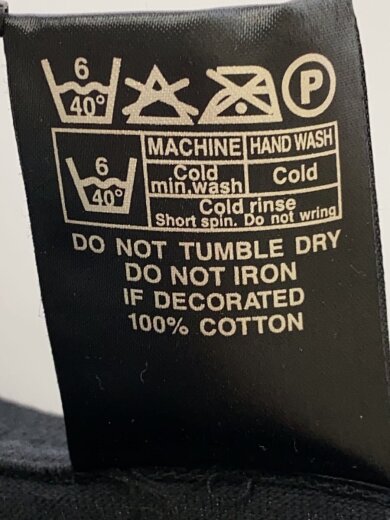 6
40°
P
MACHINE HAND WASH
6
40°
Cold
min.wash
Cold
Cold rinse
Short spin. Do not wring
DO NOT TUMBLE DRY
DO NOT IRON
IF DECORATED
100% COTTON